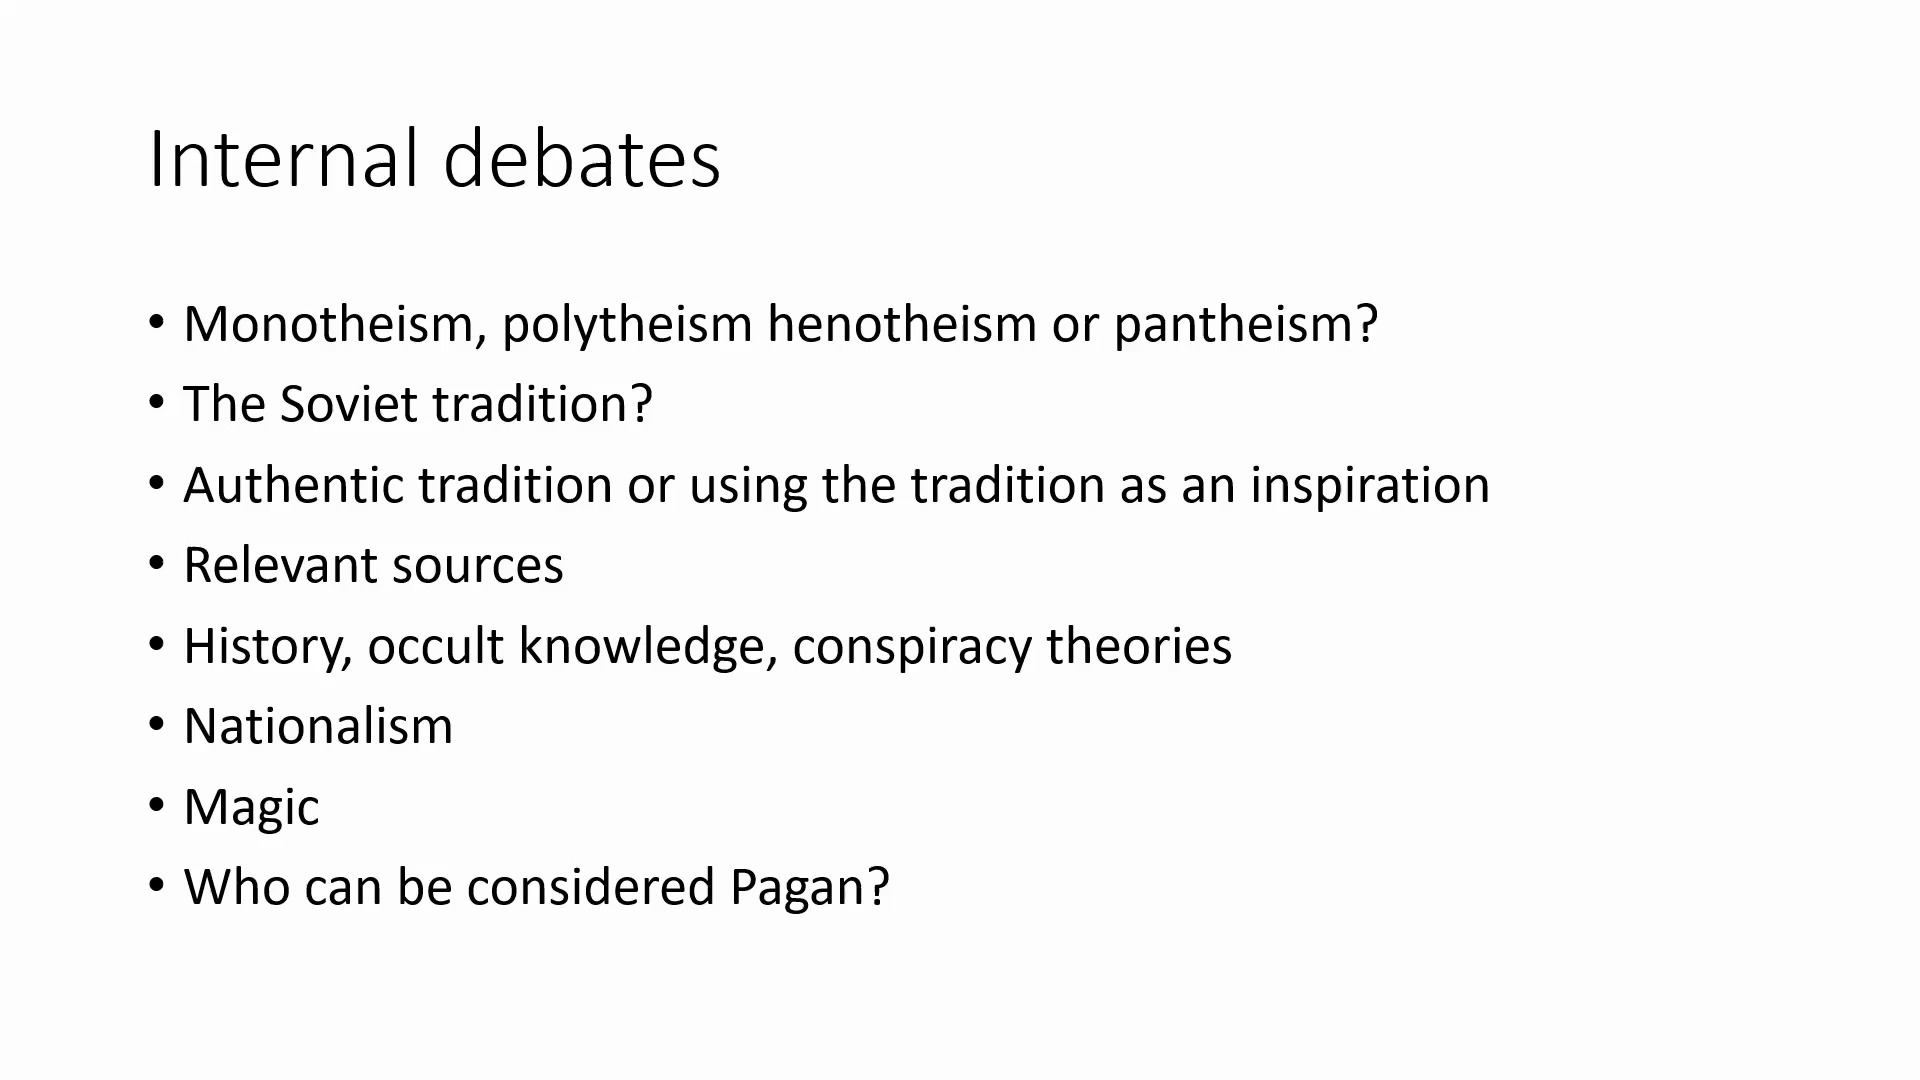 Internal debates
• Monotheism, polytheism henotheism or pantheism?
• The Soviet tradition?
• Authentic tradition or using the tradition as an inspiration
• Relevant sources
• History, occult knowledge, conspiracy theories
• Nationalism
• Magic
• Who can be considered Pagan?